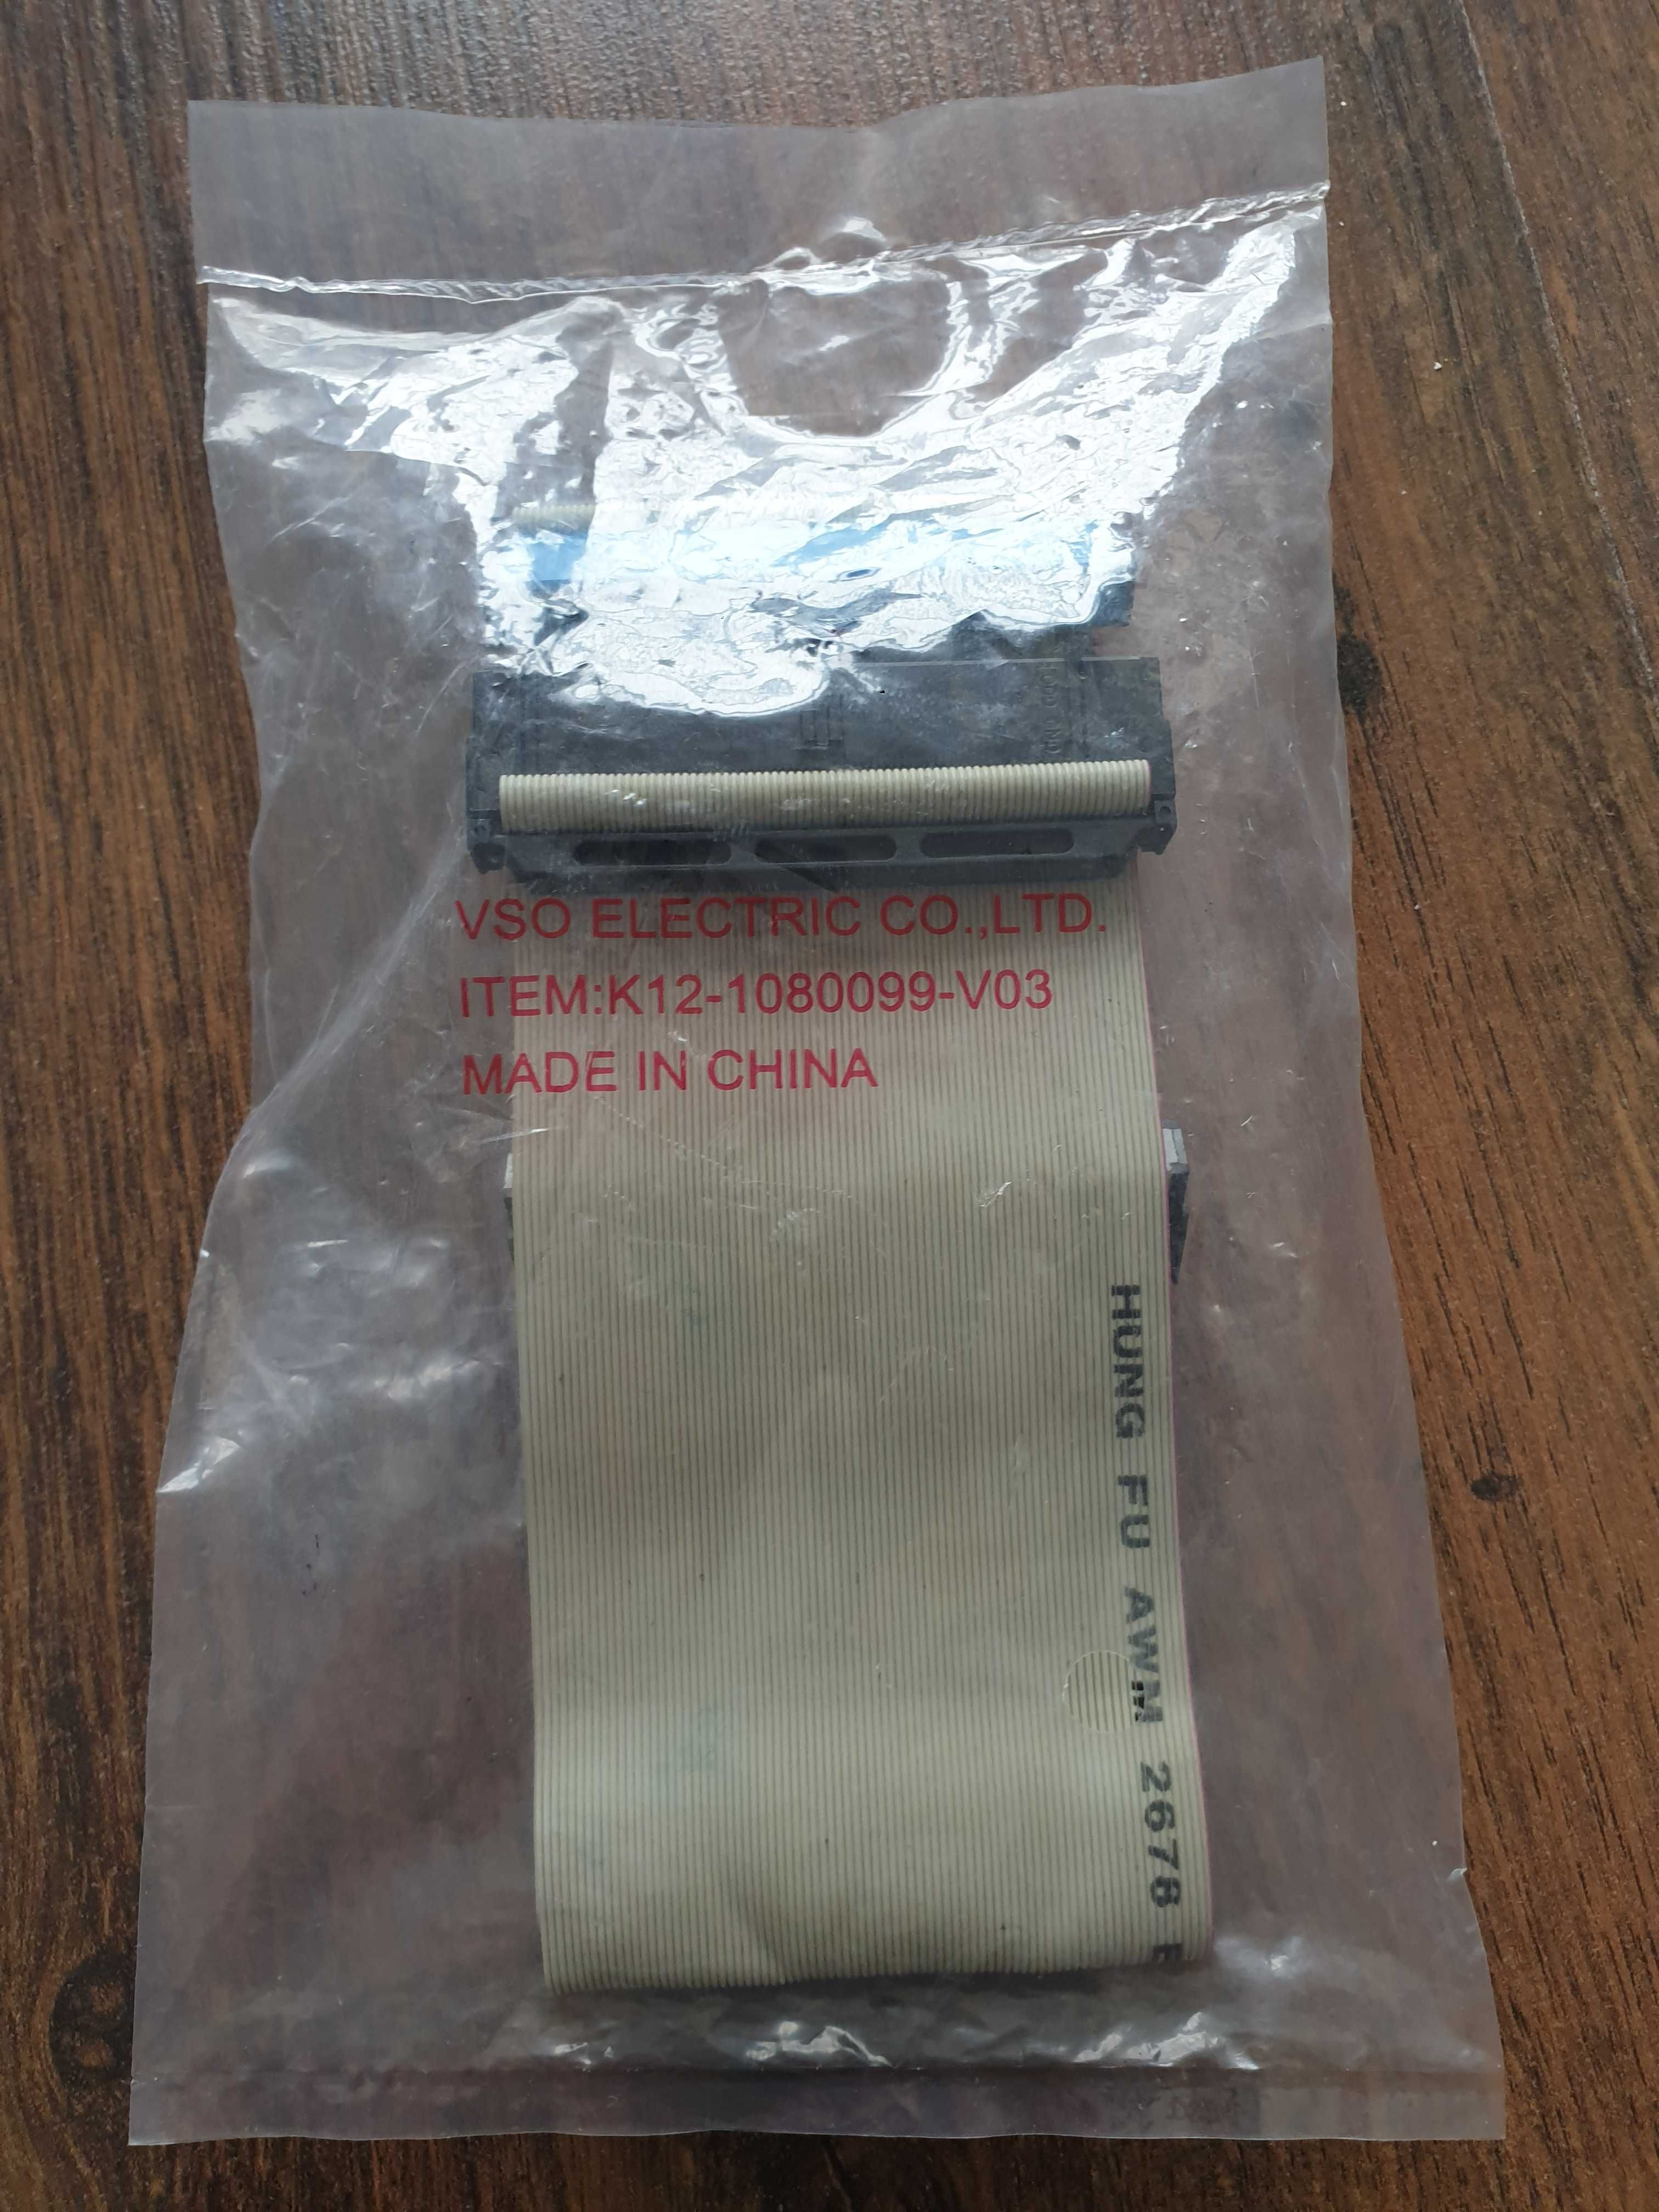 VSO ELECTRIC CO.,LTD.
ITEM:K12-1080099-V03
MADE IN CHINA
HUNG FU AWM 2678